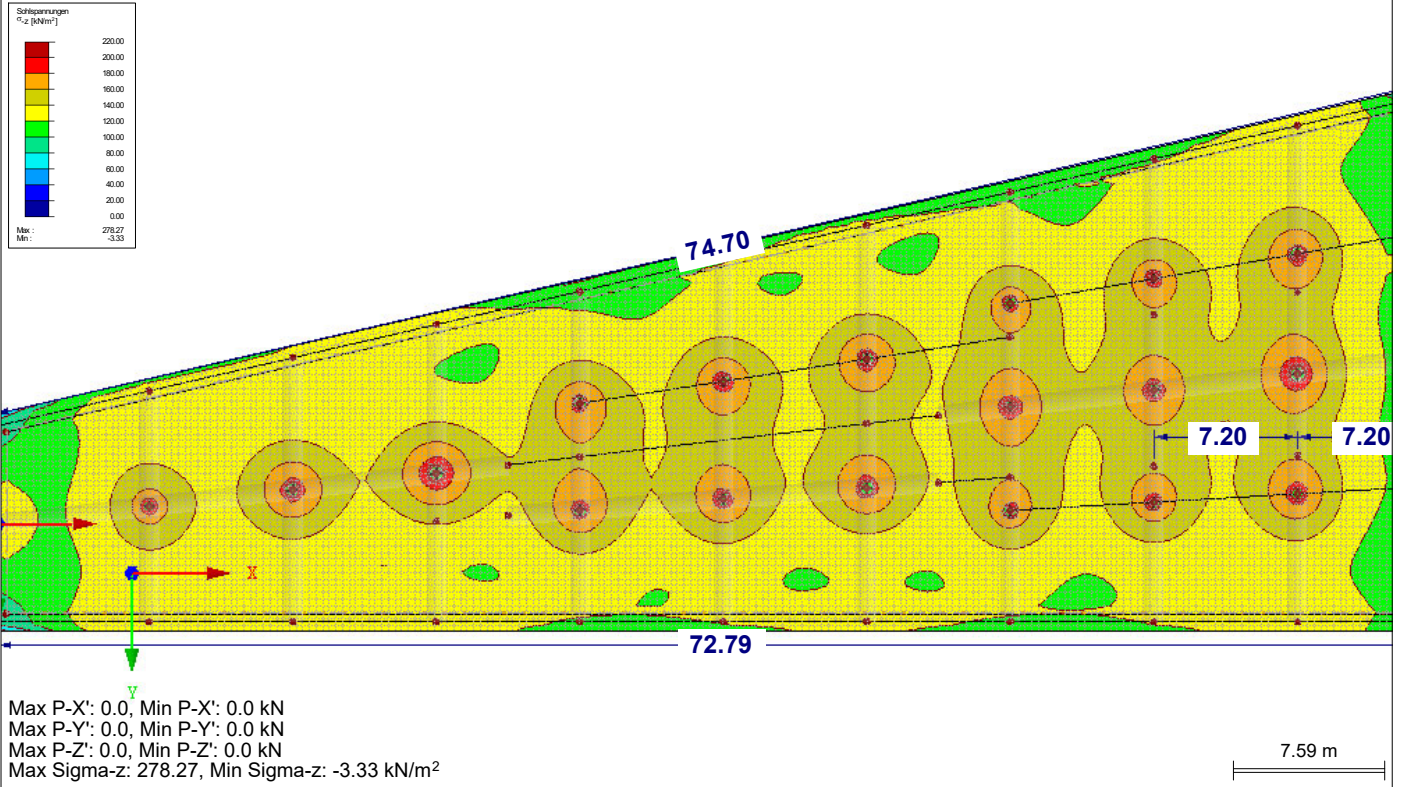 Sohlspannungen
σ-z [kN/m²]
220.00
200.00
180.00
160.00
140.00
120.00
100.00
80.00
60.00
40.00
20.00
0.00
Max : 278.27
Min : -3.33
74.70
7.20 7.20
X
72.79
Y
Max P-X': 0.0, Min P-X': 0.0 kN
Max P-Y': 0.0, Min P-Y': 0.0 kN
Max P-Z': 0.0, Min P-Z': 0.0 kN
Max Sigma-z: 278.27, Min Sigma-z: -3.33 kN/m²
7.59 m